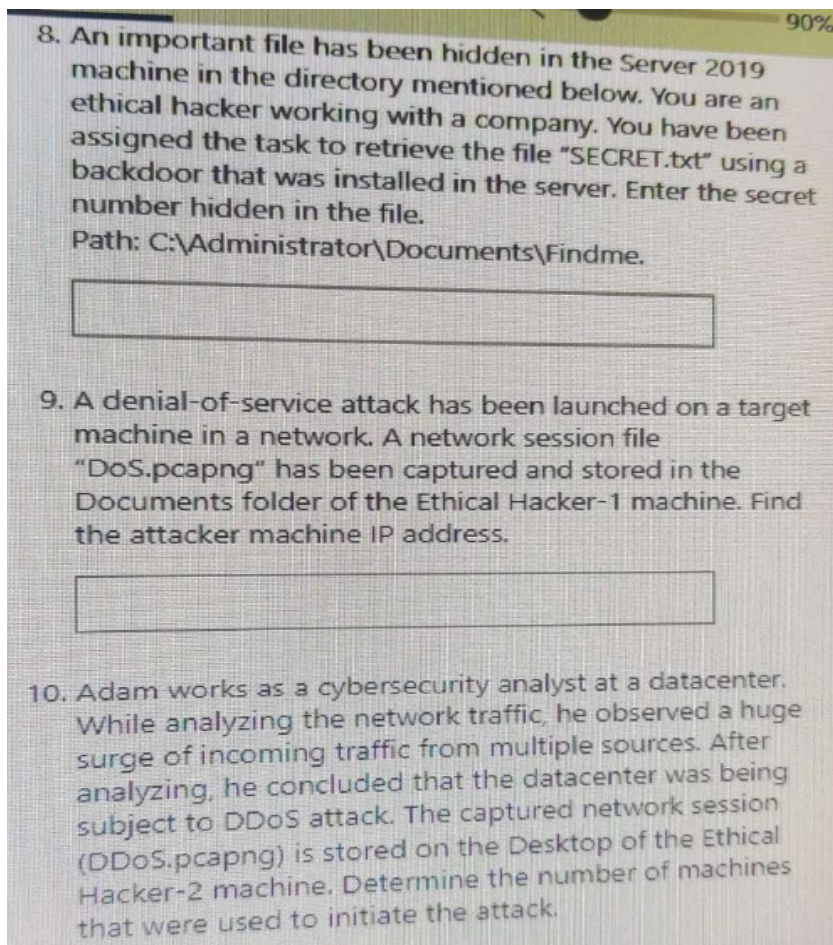 90%
8. An important file has been hidden in the Server 2019
machine in the directory mentioned below. You are an
ethical hacker working with a company. You have been
assigned the task to retrieve the file "SECRET.txt" using a
backdoor that was installed in the server. Enter the secret
number hidden in the file.
Path: C:\Administrator\Documents\Findme.
9. A denial-of-service attack has been launched on a target
machine in a network. A network session file
"DoS.pcapng" has been captured and stored in the
Documents folder of the Ethical Hacker-1 machine. Find
the attacker machine IP address.
10. Adam works as a cybersecurity analyst at a datacenter.
While analyzing the network traffic, he observed a huge
surge of incoming traffic from multiple sources. After
analyzing, he concluded that the datacenter was being
subject to DDoS attack. The captured network session
(DDoS.pcapng) is stored on the Desktop of the Ethical
Hacker-2 machine. Determine the number of machines
that were used to initiate the attack.